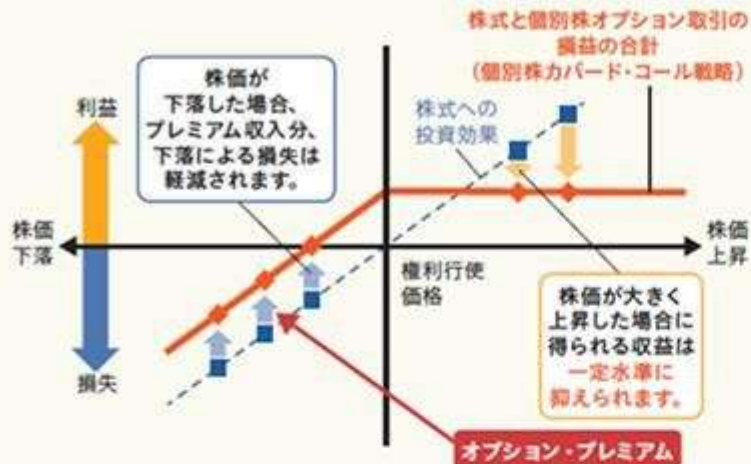 株式と個別株オプション取引の
損益の合計
（個別株カバード・コール戦略）
株価が
下落した場合、
プレミアム収入分、
下落による損失は
軽減されます。
利益
株式への
投資効果
株価
下落
株価
上昇
権利行使
価格
株価が大きく
上昇した場合に
得られる収益は
一定水準に
抑えられます。
損失
オプション・プレミアム